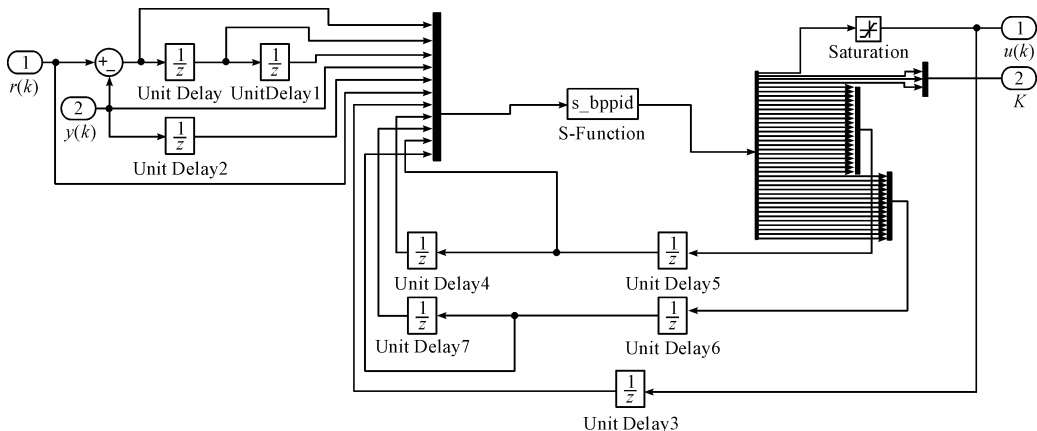 1
r(k)
+
−
1
z
Unit Delay
1
z
UnitDelay1
2
y(k)
1
z
Unit Delay2
s_bppid
S-Function
Saturation
1
u(k)
2
K
1
z
Unit Delay4
1
z
Unit Delay5
1
z
Unit Delay7
1
z
Unit Delay6
1
z
Unit Delay3